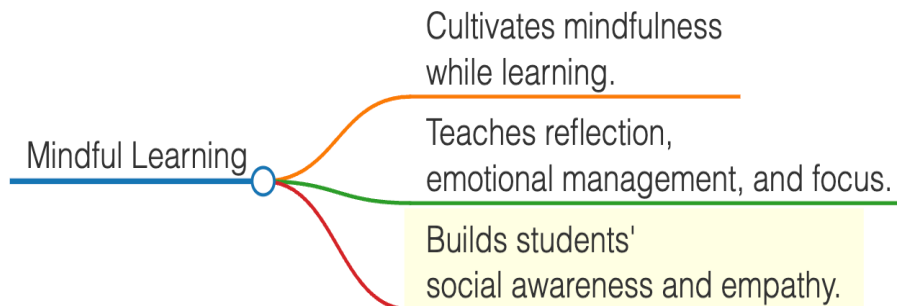 Cultivates mindfulness
while learning.
Mindful Learning
Teaches reflection,
emotional management, and focus.
Builds students'
social awareness and empathy.